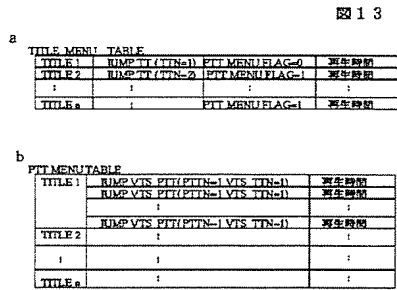 図13
a
TITLE MENU TABLE
TITLE 1 JUMP TT (TTN=1) PTT MENU FLAG=0 再生時間
TITLE 2 JUMP TT (TTN=2) PTT MENU FLAG=1 再生時間
: : : :
TITLE n PTT MENU FLAG=1 再生時間
b
PTT MENU TABLE
TITLE 1 JUMP VTS PTT(PTTN=1 VTS TTN=1) 再生時間
JUMP VTS PTT(PTTN=1 VTS TTN=1) 再生時間
: :
JUMP VTS PTT(PTTN=1 VTS TTN=1) 再生時間
TITLE 2 : :
: : :
TITLE n : :